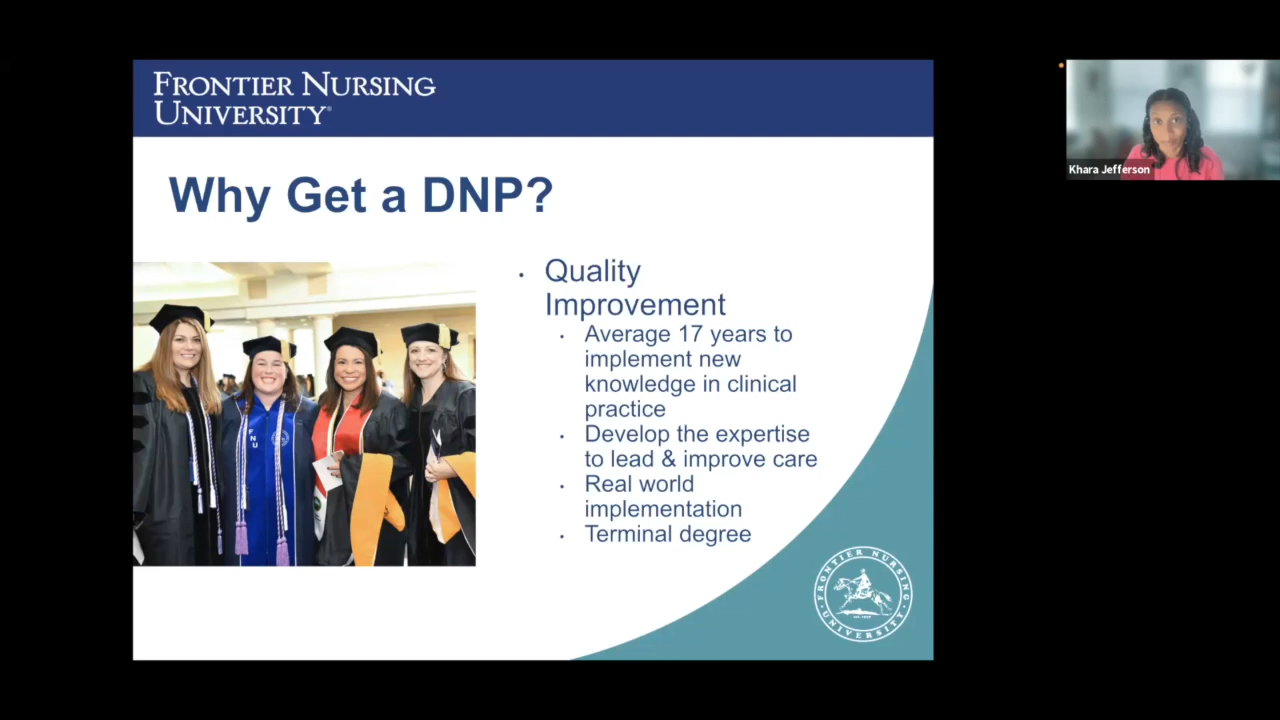 FRONTIER NURSING
UNIVERSITY®
Khara Jefferson
Why Get a DNP?
• Quality
Improvement
• Average 17 years to
implement new
knowledge in clinical
practice
• Develop the expertise
to lead & improve care
• Real world
implementation
• Terminal degree
FNU
FRONTIER NURSING
UNIVERSITY